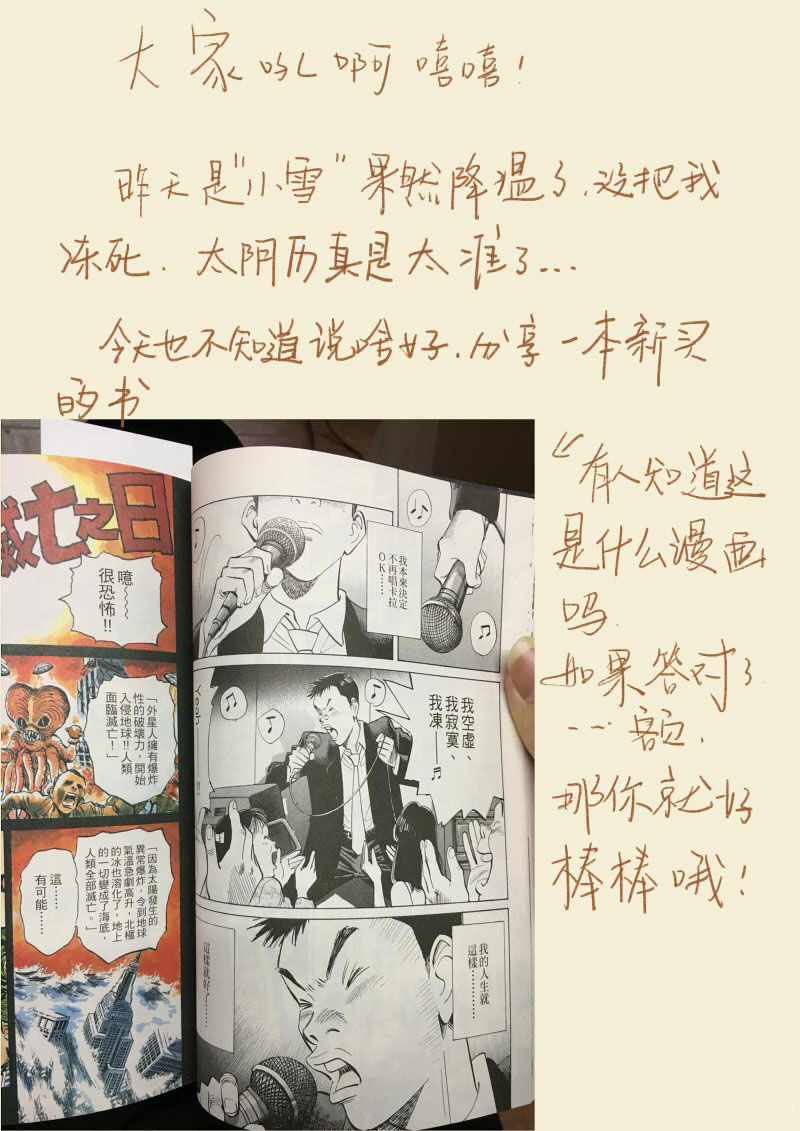 大家吗L啊 嘻嘻！
昨天是"小雪"果然降温了，没把我
冻死．太阴历真是太准了...
今天也不知道说啥好．分享一本新买
的书
有人知道这
是什么漫画
吗．
如果答对了
……额．
那你就好
棒棒哦！
滅亡之日
噫～～～
很恐怖!!
「外星人擁有爆炸
性的破壞力，開始
入侵地球!!人類
面臨滅亡！」
「因為太陽發生的
異常爆炸，令到地球
氣溫急劇高升，北極
的冰也溶化了，地上
的一切變成了海底，
人類全部滅亡。」
這……
有可能……
我本來決定
不再唱卡拉
OK……
我空虛、
我寂寞、
我凍—
Yeah
!!
我的人生就
這樣………
這樣就好了………